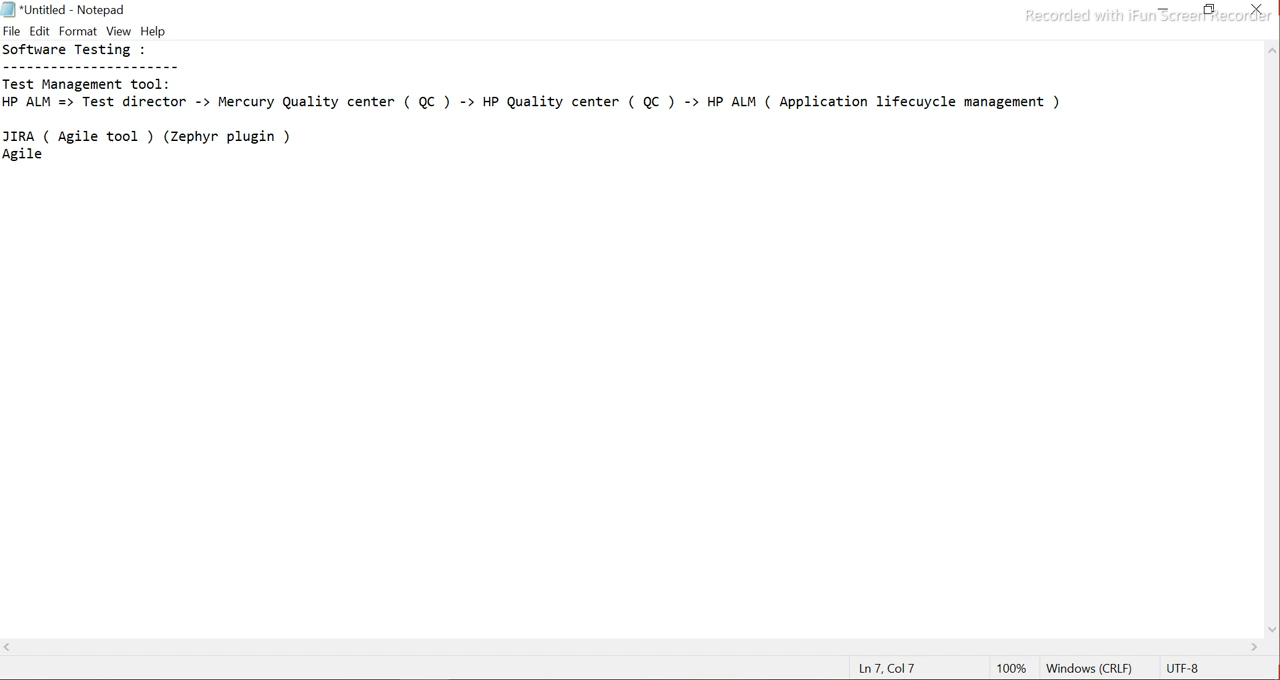 *Untitled - Notepad
Recorded with iFun Screen Recorder
File Edit Format View Help
Software Testing :
----------------------
Test Management tool:
HP ALM => Test director -> Mercury Quality center ( QC ) -> HP Quality center ( QC ) -> HP ALM ( Application lifecuycle management )
JIRA ( Agile tool ) (Zephyr plugin )
Agile
Ln 7, Col 7 100% Windows (CRLF) UTF-8